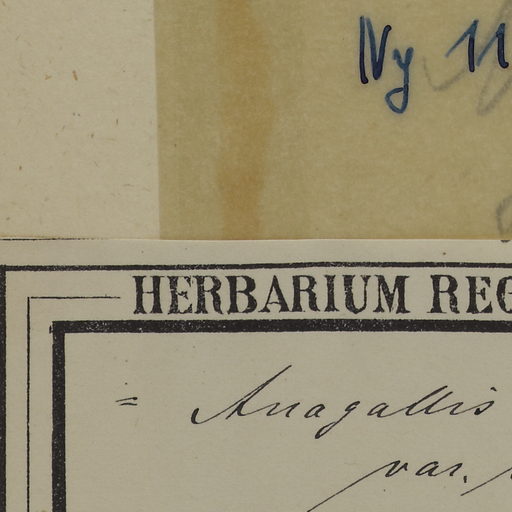 Ny 11
HERBARIUM REG
= Anagallis
var.